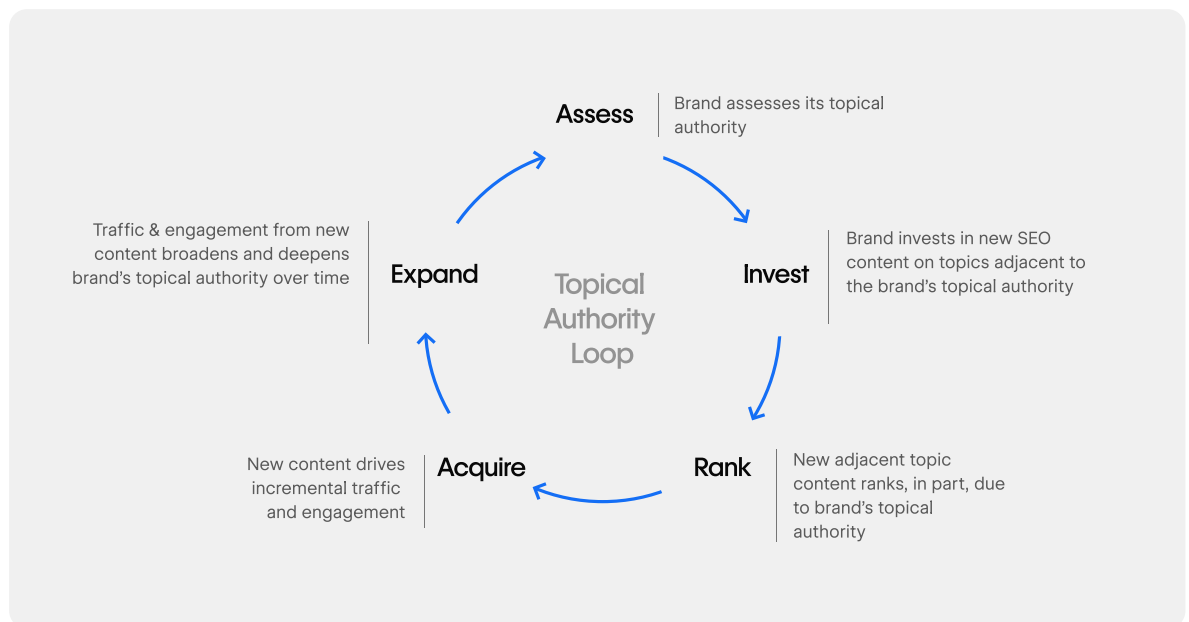 Assess
Brand assesses its topical
authority
Invest
Brand invests in new SEO
content on topics adjacent to
the brand’s topical authority
Rank
New adjacent topic
content ranks, in part, due
to brand’s topical
authority
Acquire
New content drives
incremental traffic
and engagement
Expand
Traffic & engagement from new
content broadens and deepens
brand’s topical authority over time
Topical
Authority
Loop